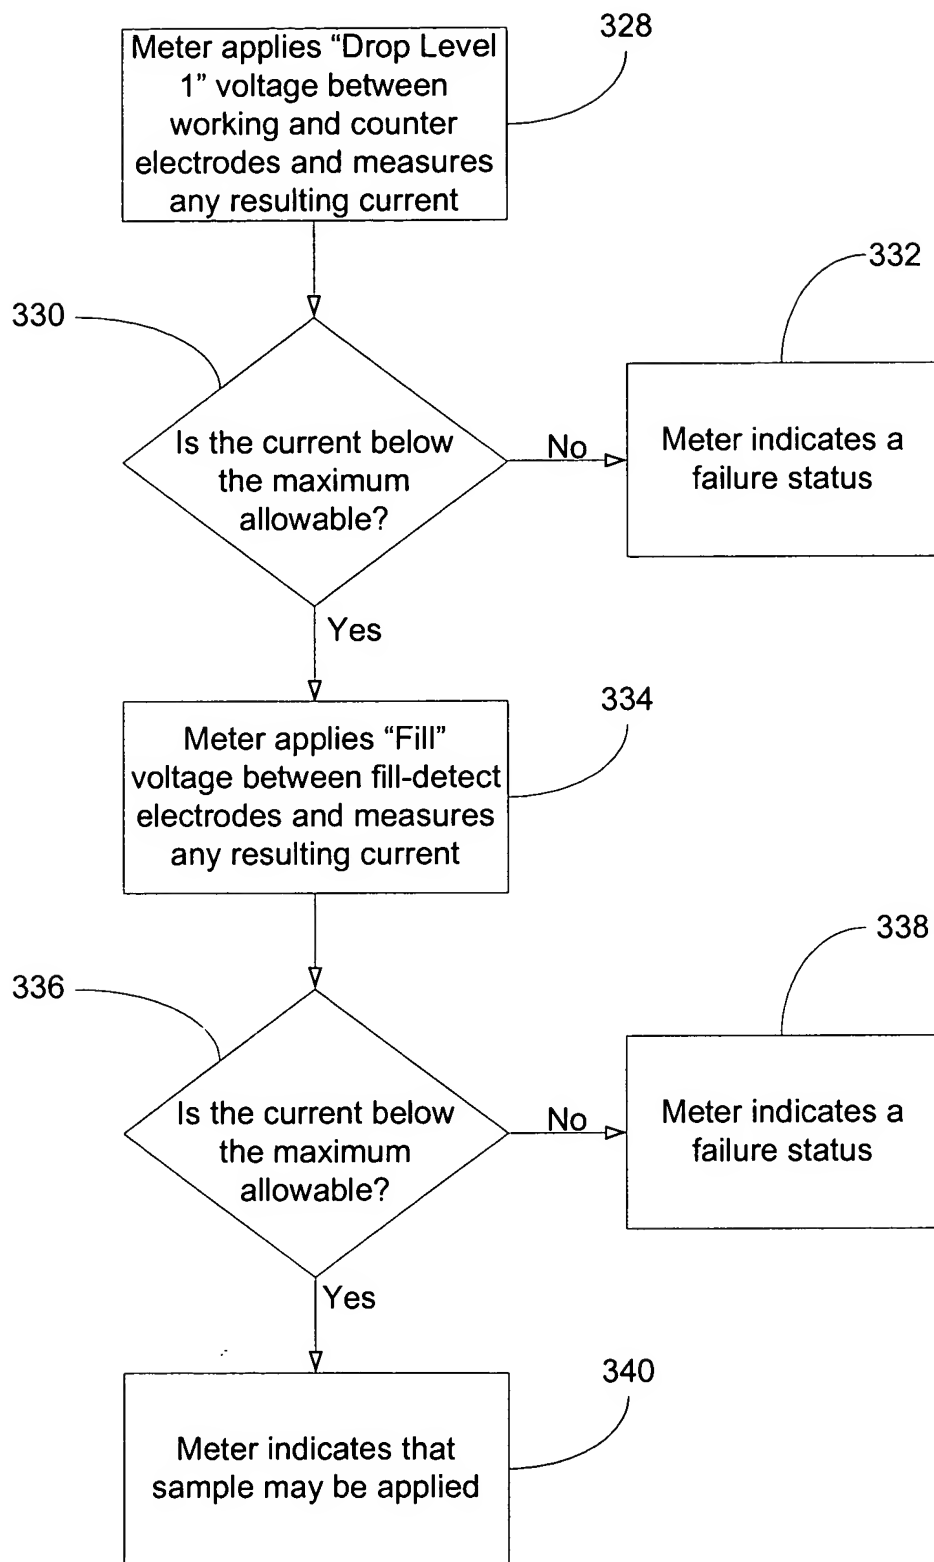 328
Meter applies “Drop Level
1” voltage between
working and counter
electrodes and measures
any resulting current
332
330
Is the current below
the maximum
allowable?
No
Meter indicates a
failure status
Yes
334
Meter applies “Fill”
voltage between fill-detect
electrodes and measures
any resulting current
338
336
Is the current below
the maximum
allowable?
No
Meter indicates a
failure status
Yes
340
Meter indicates that
sample may be applied